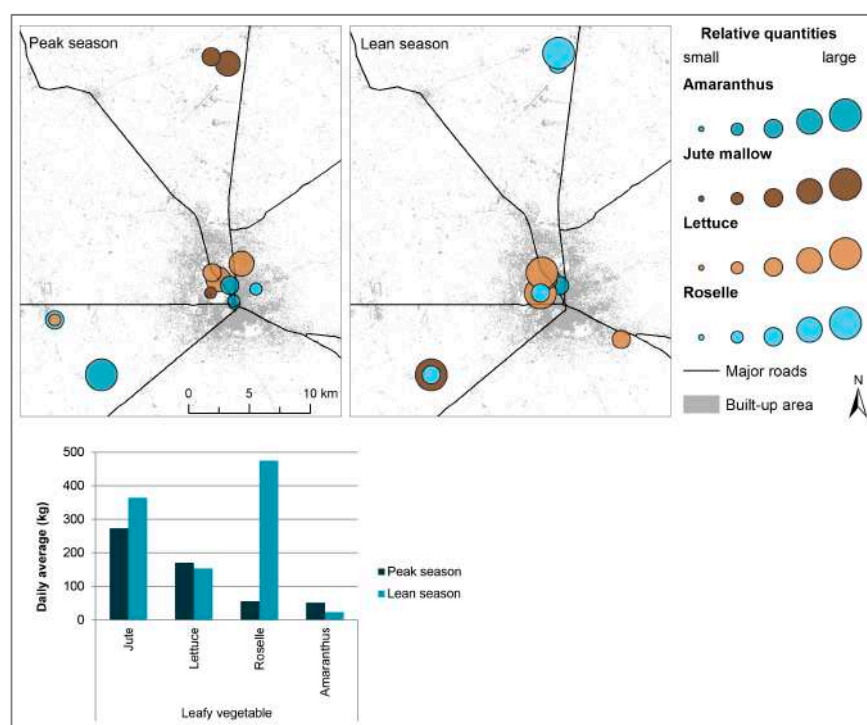 Peak season
Lean season
Relative quantities
small large
Amaranthus
Jute mallow
Lettuce
Roselle
Major roads
Built-up area
N
0 5 10 km
500
400
300
200
100
0
Daily average (kg)
Jute
Lettuce
Roselle
Amaranthus
Leafy vegetable
Peak season
Lean season